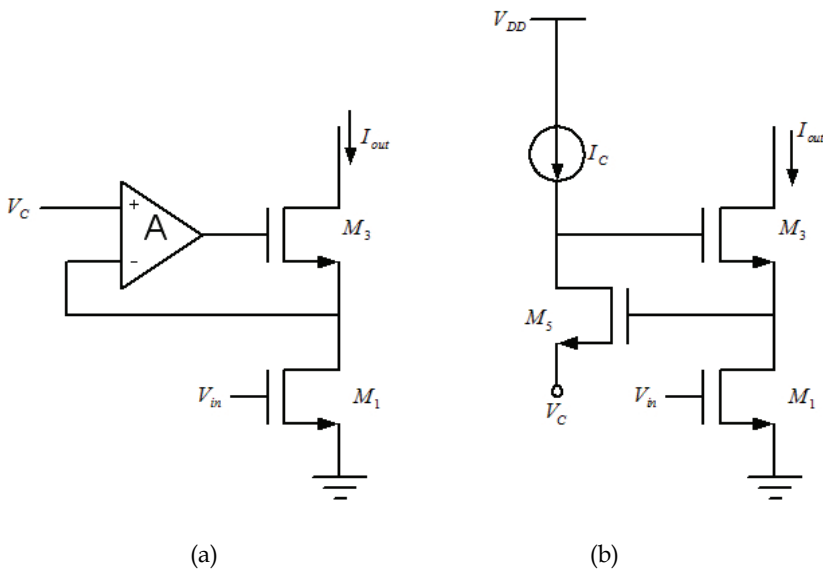 V_C
+
-
A
I_out
M_3
V_in
M_1
(a)
V_DD
I_C
I_out
M_3
M_5
V_C
V_in
M_1
(b)